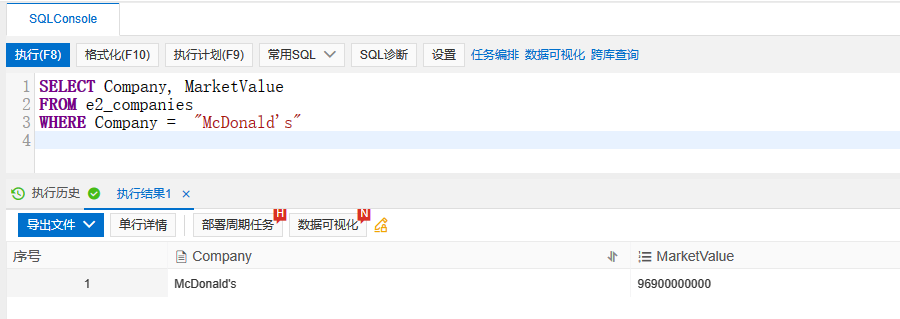 SQLConsole
执行(F8) 格式化(F10) 执行计划(F9) 常用SQL SQL诊断 设置 任务编排 数据可视化 跨库查询
1 SELECT Company, MarketValue
2 FROM e2_companies
3 WHERE Company = "McDonald's"
4
执行历史 执行结果1 ×
导出文件 单行详情 部署周期任务 H 数据可视化 N
序号 Company MarketValue
1 McDonald's 96900000000